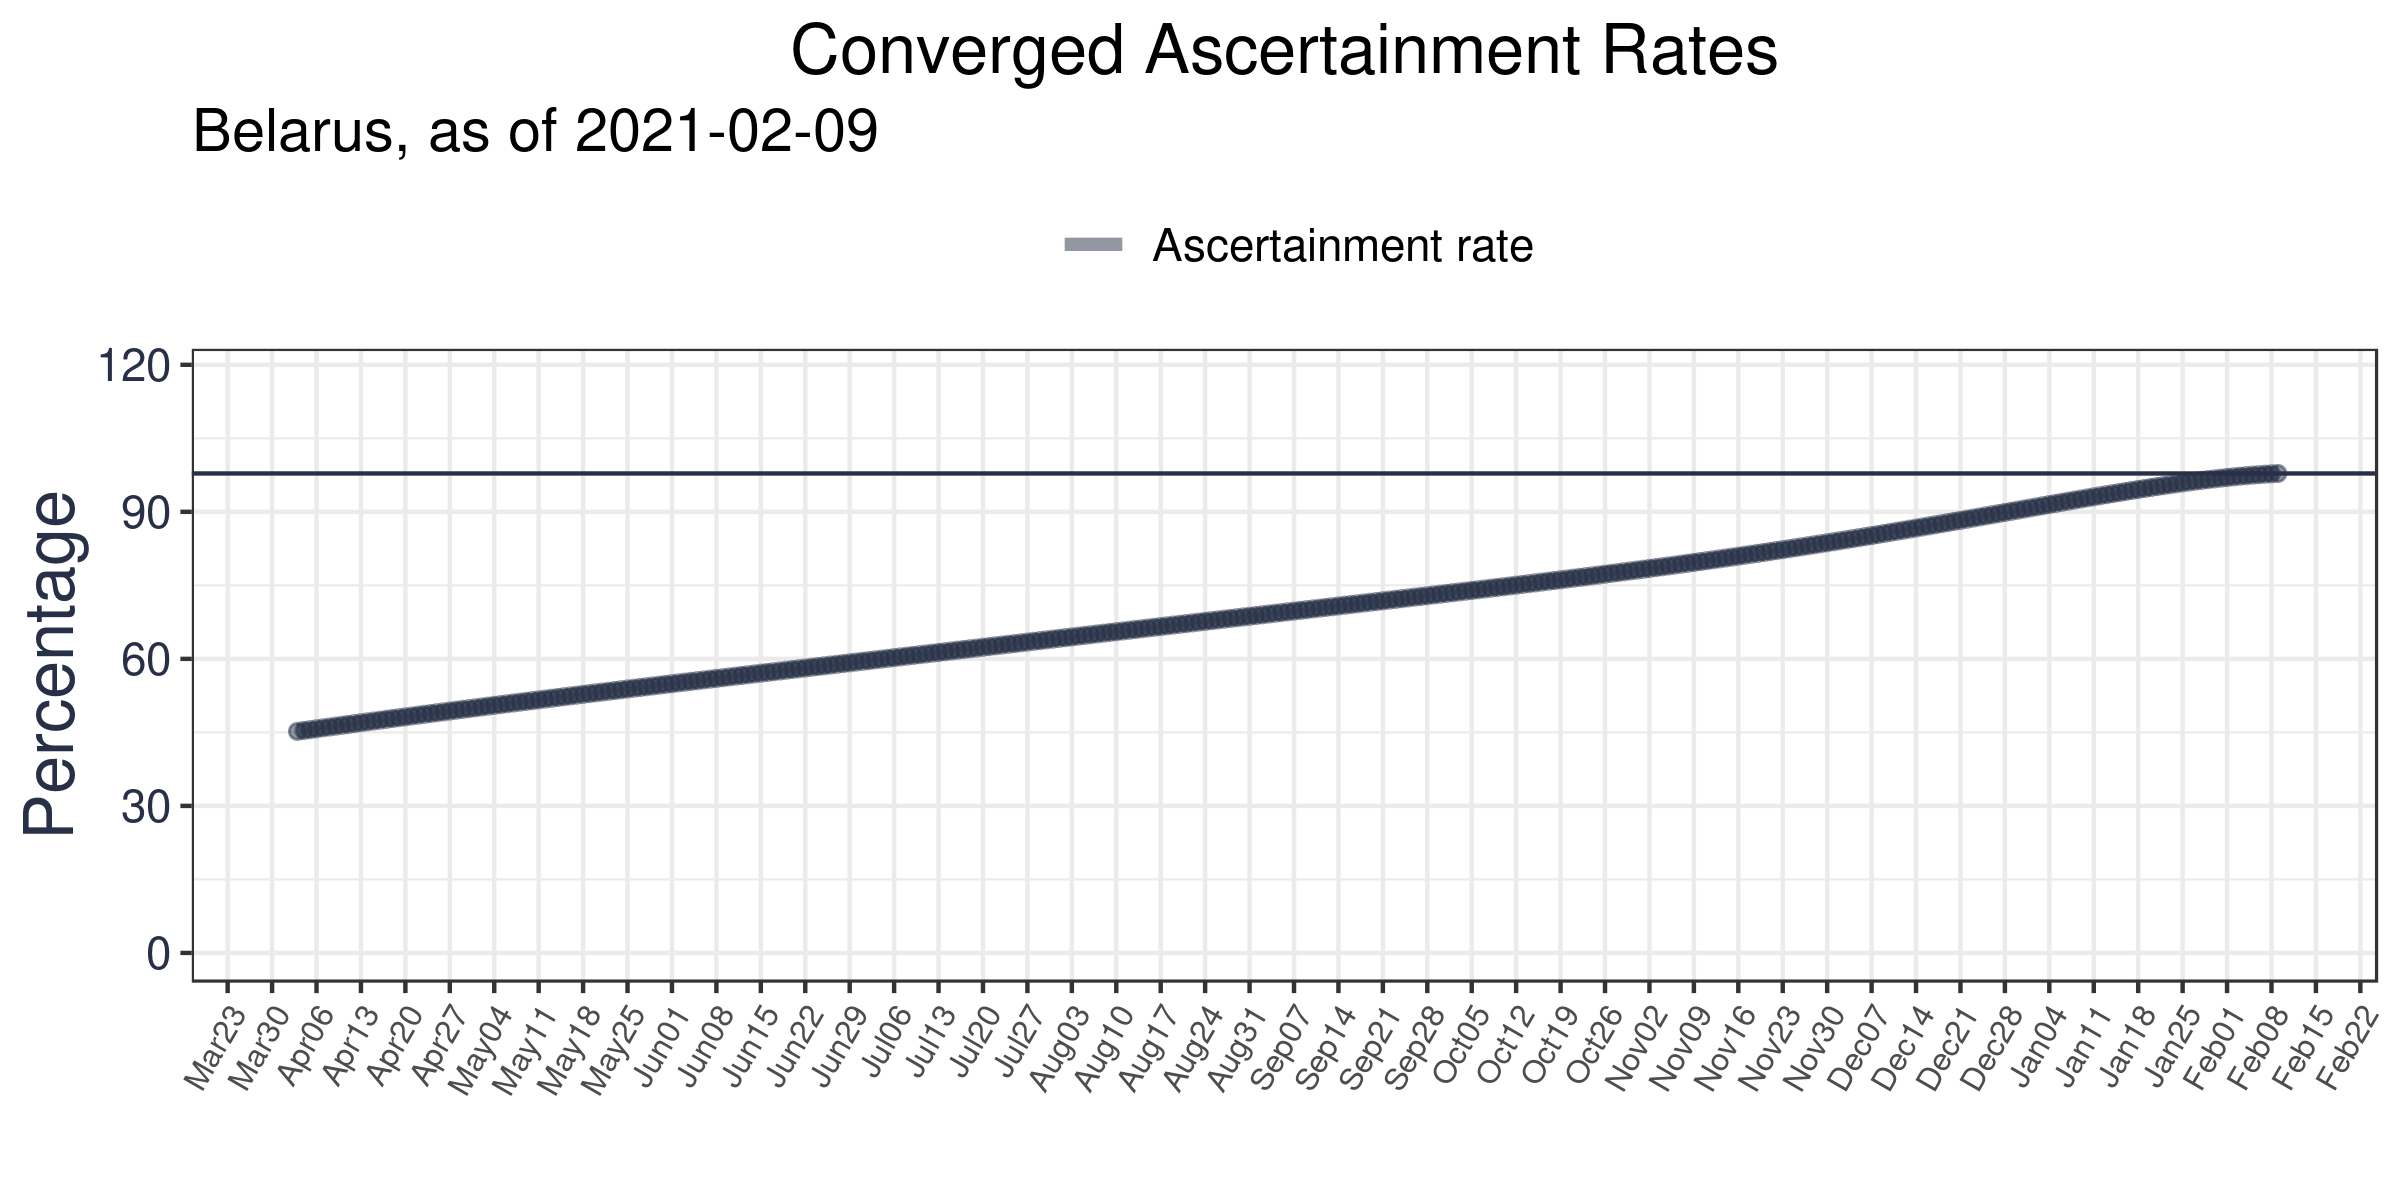 Converged Ascertainment Rates
Belarus, as of 2021-02-09
Ascertainment rate
Percentage
120
90
60
30
0
Mar23 Mar30 Apr06 Apr13 Apr20 Apr27 May04 May11 May18 May25 Jun01 Jun08 Jun15 Jun22 Jun29 Jul06 Jul13 Jul20 Jul27 Aug03 Aug10 Aug17 Aug24 Aug31 Sep07 Sep14 Sep21 Sep28 Oct05 Oct12 Oct19 Oct26 Nov02 Nov09 Nov16 Nov23 Nov30 Dec07 Dec14 Dec21 Dec28 Jan04 Jan11 Jan18 Jan25 Feb01 Feb08 Feb15 Feb22